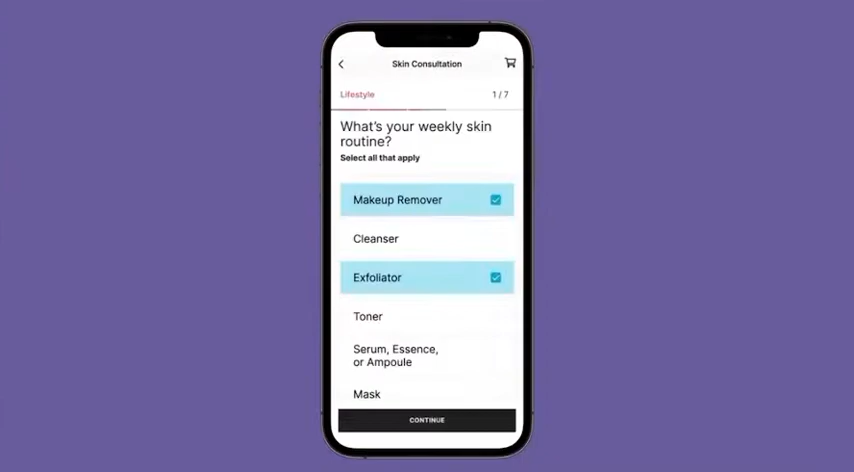 Skin Consultation
Lifestyle
1 / 7
What's your weekly skin
routine?
Select all that apply
Makeup Remover
Cleanser
Exfoliator
Toner
Serum, Essence,
or Ampoule
Mask
CONTINUE